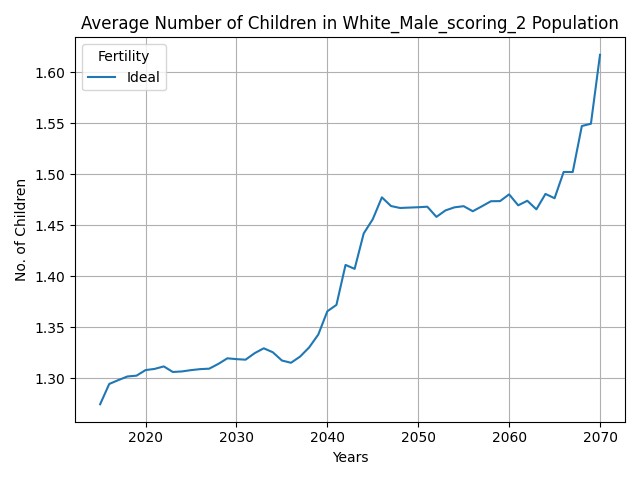 Average Number of Children in White_Male_scoring_2 Population
Fertility
Ideal
1.60
1.55
1.50
1.45
1.40
1.35
1.30
No. of Children
2020 2030 2040 2050 2060 2070
Years